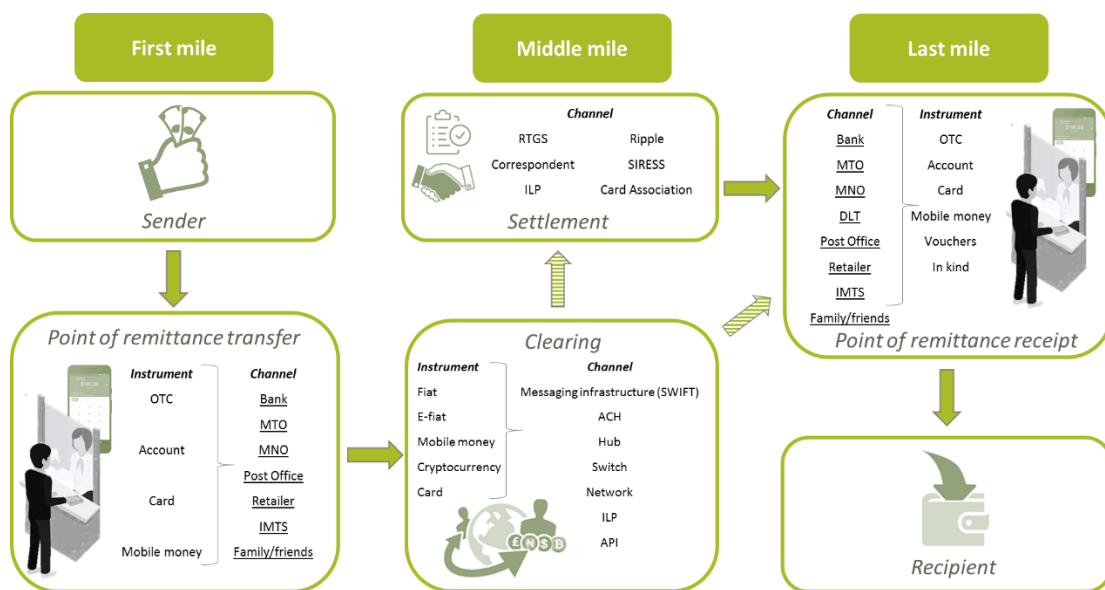 First mile
Middle mile
Last mile
Sender
Point of remittance transfer
Instrument
OTC
Account
Card
Mobile money
Channel
Bank
MTO
MNO
Post Office
Retailer
IMTS
Family/friends
Channel
RTGS
Ripple
Correspondent
SIRESS
ILP
Card Association
Settlement
Clearing
Instrument
Fiat
E-fiat
Mobile money
Cryptocurrency
Card
Channel
Messaging infrastructure (SWIFT)
ACH
Hub
Switch
Network
ILP
API
£ N $ B
Channel
Bank
MTO
MNO
DLT
Post Office
Retailer
IMTS
Family/friends
Instrument
OTC
Account
Card
Mobile money
Vouchers
In kind
Point of remittance receipt
Recipient